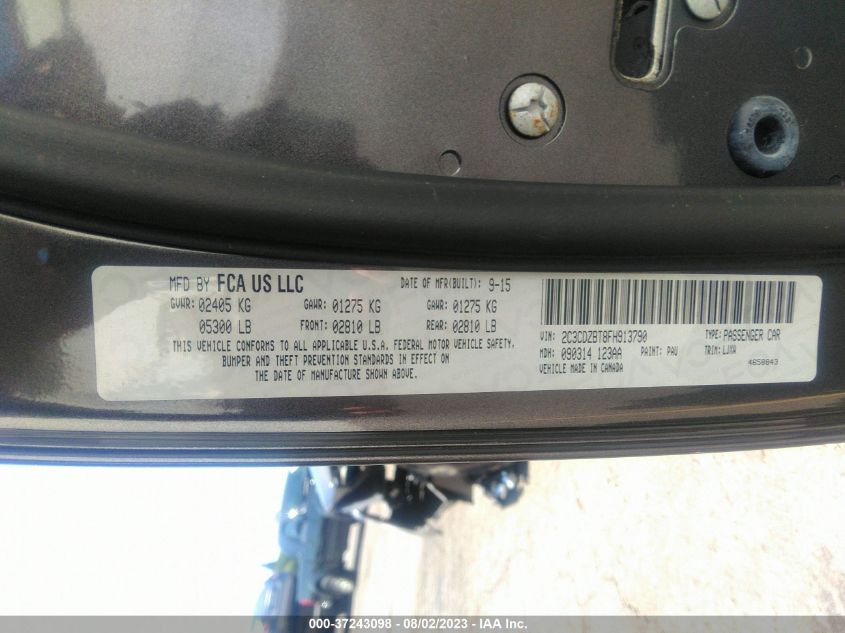 MFD BY FCA US LLC DATE OF MFR(BUILT): 9-15
GVWR: 02405 KG GAWR: 01275 KG GAWR: 01275 KG
05300 LB FRONT: 02810 LB REAR: 02810 LB
THIS VEHICLE CONFORMS TO ALL APPLICABLE U.S.A. FEDERAL MOTOR VEHICLE SAFETY,
BUMPER AND THEFT PREVENTION STANDARDS IN EFFECT ON
THE DATE OF MANUFACTURE SHOWN ABOVE.
VIN: 2C3CDZBT8FH913790 TYPE: PASSENGER CAR
MDH: 090314 123AA PAINT: PAU TRIM: LJXW
VEHICLE MADE IN CANADA 4658843
000-37243098 - 08/02/2023 - IAA Inc.